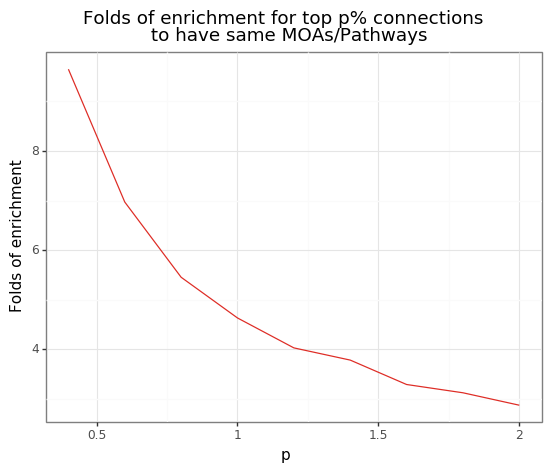 Folds of enrichment for top p% connections
to have same MOAs/Pathways
Folds of enrichment
8
6
4
0.5
1
1.5
2
p